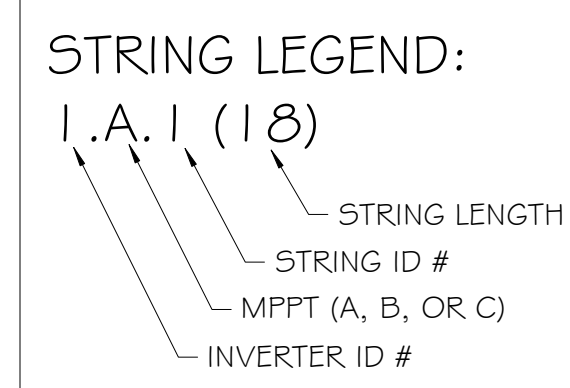 STRING LEGEND:
1.A.1 (18)
STRING LENGTH
STRING ID #
MPPT (A, B, OR C)
INVERTER ID #